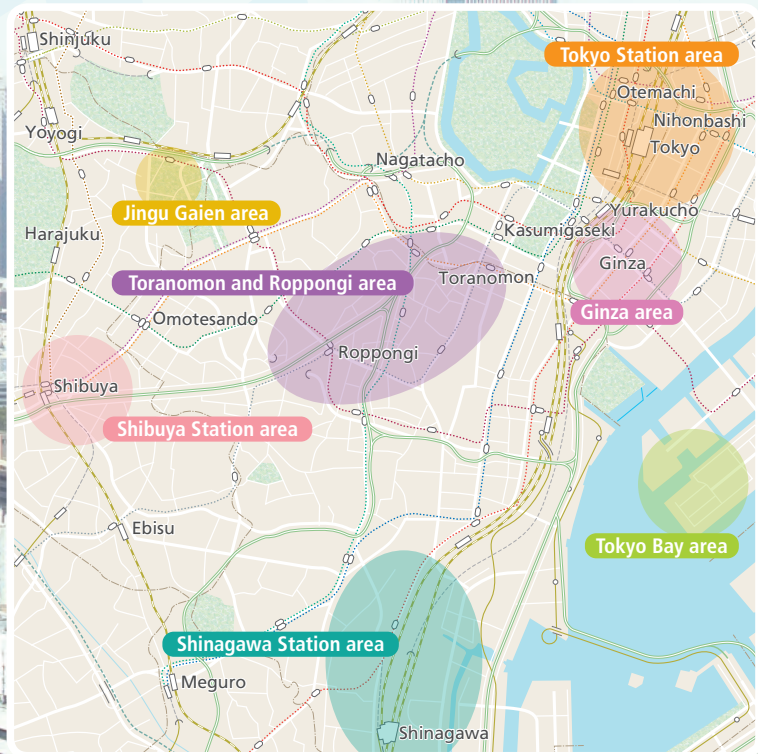 Shinjuku
Tokyo Station area
Otemachi
Nihonbashi
Yoyogi
Tokyo
Nagatacho
Jingu Gaien area
Yurakucho
Harajuku
Kasumigaseki
Ginza
Toranomon and Roppongi area
Toranomon
Omotesando
Ginza area
Roppongi
Shibuya
Shibuya Station area
Ebisu
Tokyo Bay area
Shinagawa Station area
Meguro
Shinagawa